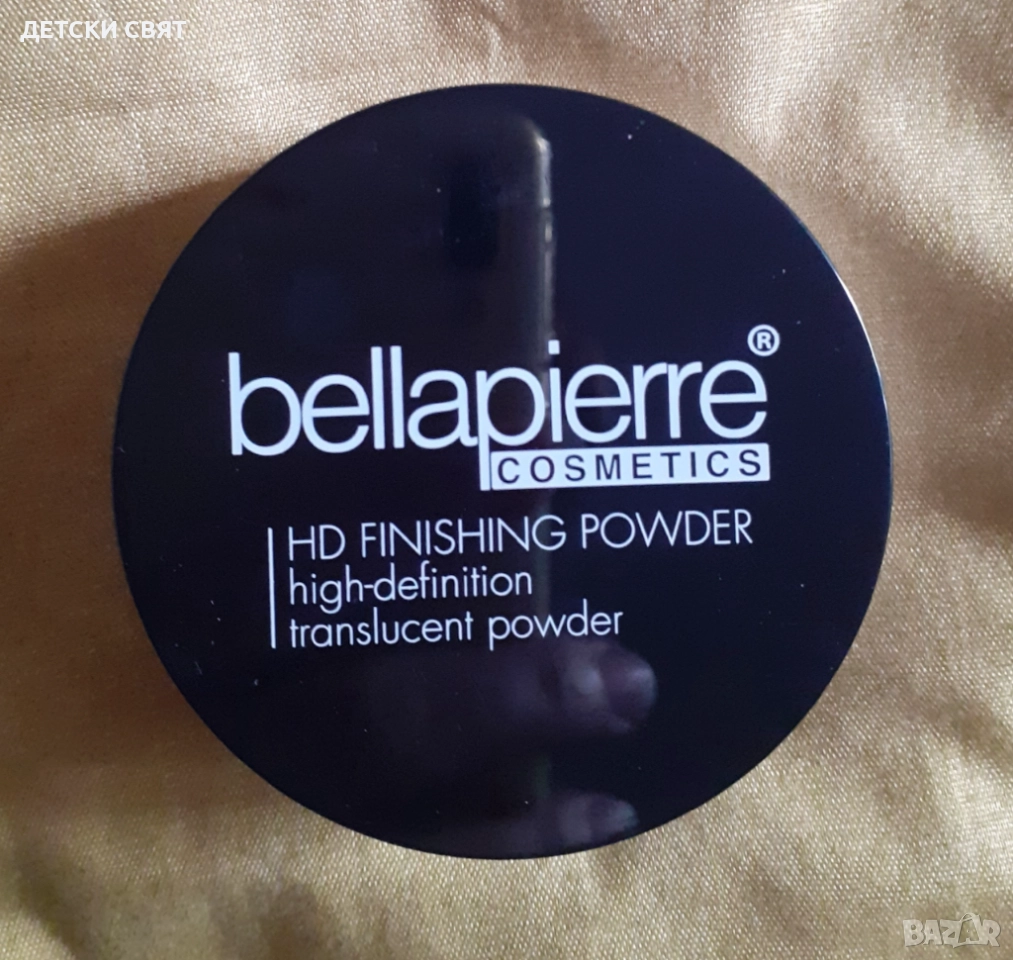 ДЕТСКИ СВЯТ
bellapierre®
COSMETICS
HD FINISHING POWDER
high-definition
translucent powder
BAZAR